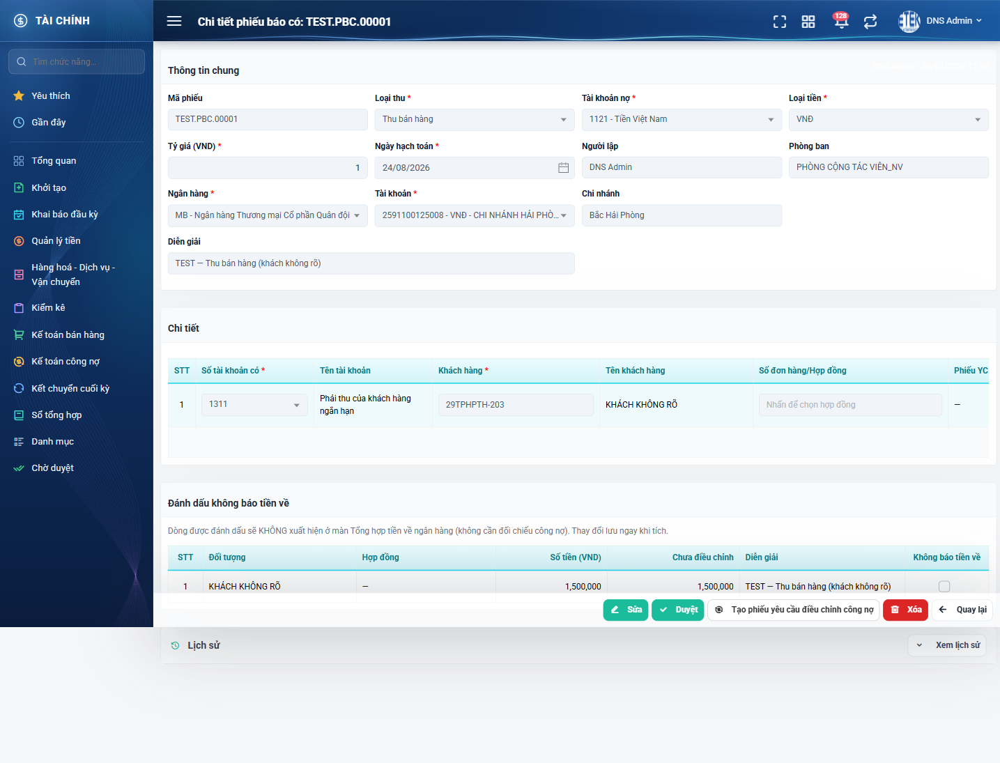 TÀI CHÍNH
Chi tiết phiếu báo có: TEST.PBC.00001
128
DNS Admin
Tìm chức năng...
Yêu thích
Gần đây
Tổng quan
Khởi tạo
Khai báo đầu kỳ
Quản lý tiền
Hàng hoá - Dịch vụ -
Vận chuyển
Kiểm kê
Kế toán bán hàng
Kế toán công nợ
Kết chuyển cuối kỳ
Sổ tổng hợp
Danh mục
Chờ duyệt
Thông tin chung
Mã phiếu
Loại thu *
Tài khoản nợ *
Loại tiền *
TEST.PBC.00001
Thu bán hàng
1121 - Tiền Việt Nam
VNĐ
Tỷ giá (VND) *
Ngày hạch toán *
Người lập
Phòng ban
1
24/08/2026
DNS Admin
PHÒNG CỘNG TÁC VIÊN_NV
Ngân hàng *
Tài khoản *
Chi nhánh
MB - Ngân hàng Thương mại Cổ phần Quân đội
2591100125008 - VNĐ - CHI NHÁNH HẢI PHÒ...
Bắc Hải Phòng
Diễn giải
TEST — Thu bán hàng (khách không rõ)
Chi tiết
STT
Số tài khoản có *
Tên tài khoản
Khách hàng *
Tên khách hàng
Số đơn hàng/Hợp đồng
Phiếu YC
1
1311
Phải thu của khách hàng
ngắn hạn
29TPHPTH-203
KHÁCH KHÔNG RÕ
Nhấn để chọn hợp đồng
—
Đánh dấu không báo tiền về
Dòng được đánh dấu sẽ KHÔNG xuất hiện ở màn Tổng hợp tiền về ngân hàng (không cần đối chiếu công nợ). Thay đổi lưu ngay khi tích.
STT
Đối tượng
Hợp đồng
Số tiền (VND)
Chưa điều chỉnh
Diễn giải
Không báo tiền về
1
KHÁCH KHÔNG RÕ
—
1,500,000
1,500,000
TEST — Thu bán hàng (khách không rõ)
Sửa
Duyệt
Tạo phiếu yêu cầu điều chỉnh công nợ
Xóa
Quay lại
Lịch sử
Xem lịch sử